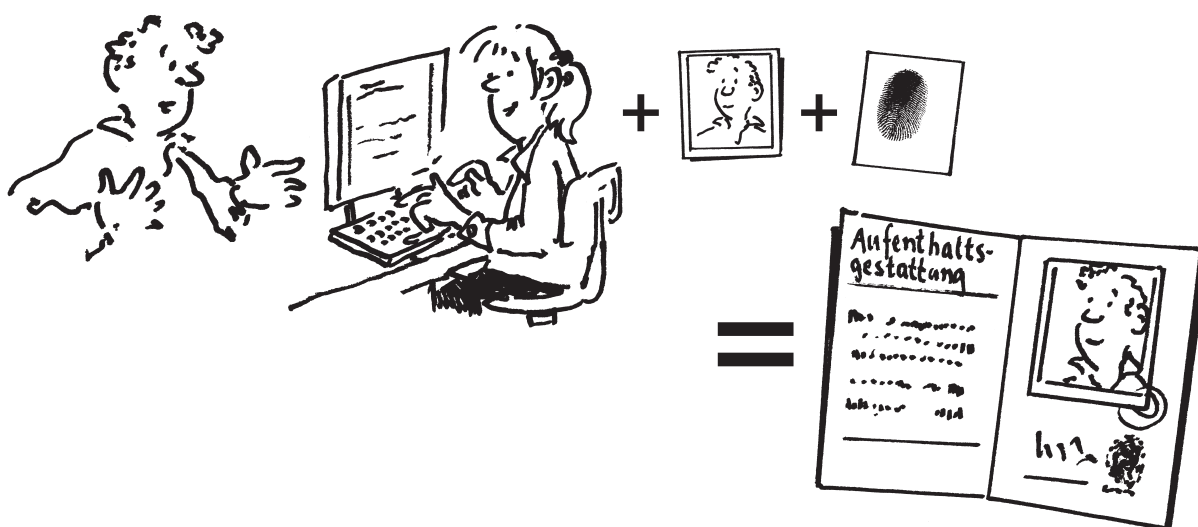 +
+
=
Aufenthalts-
gestattung